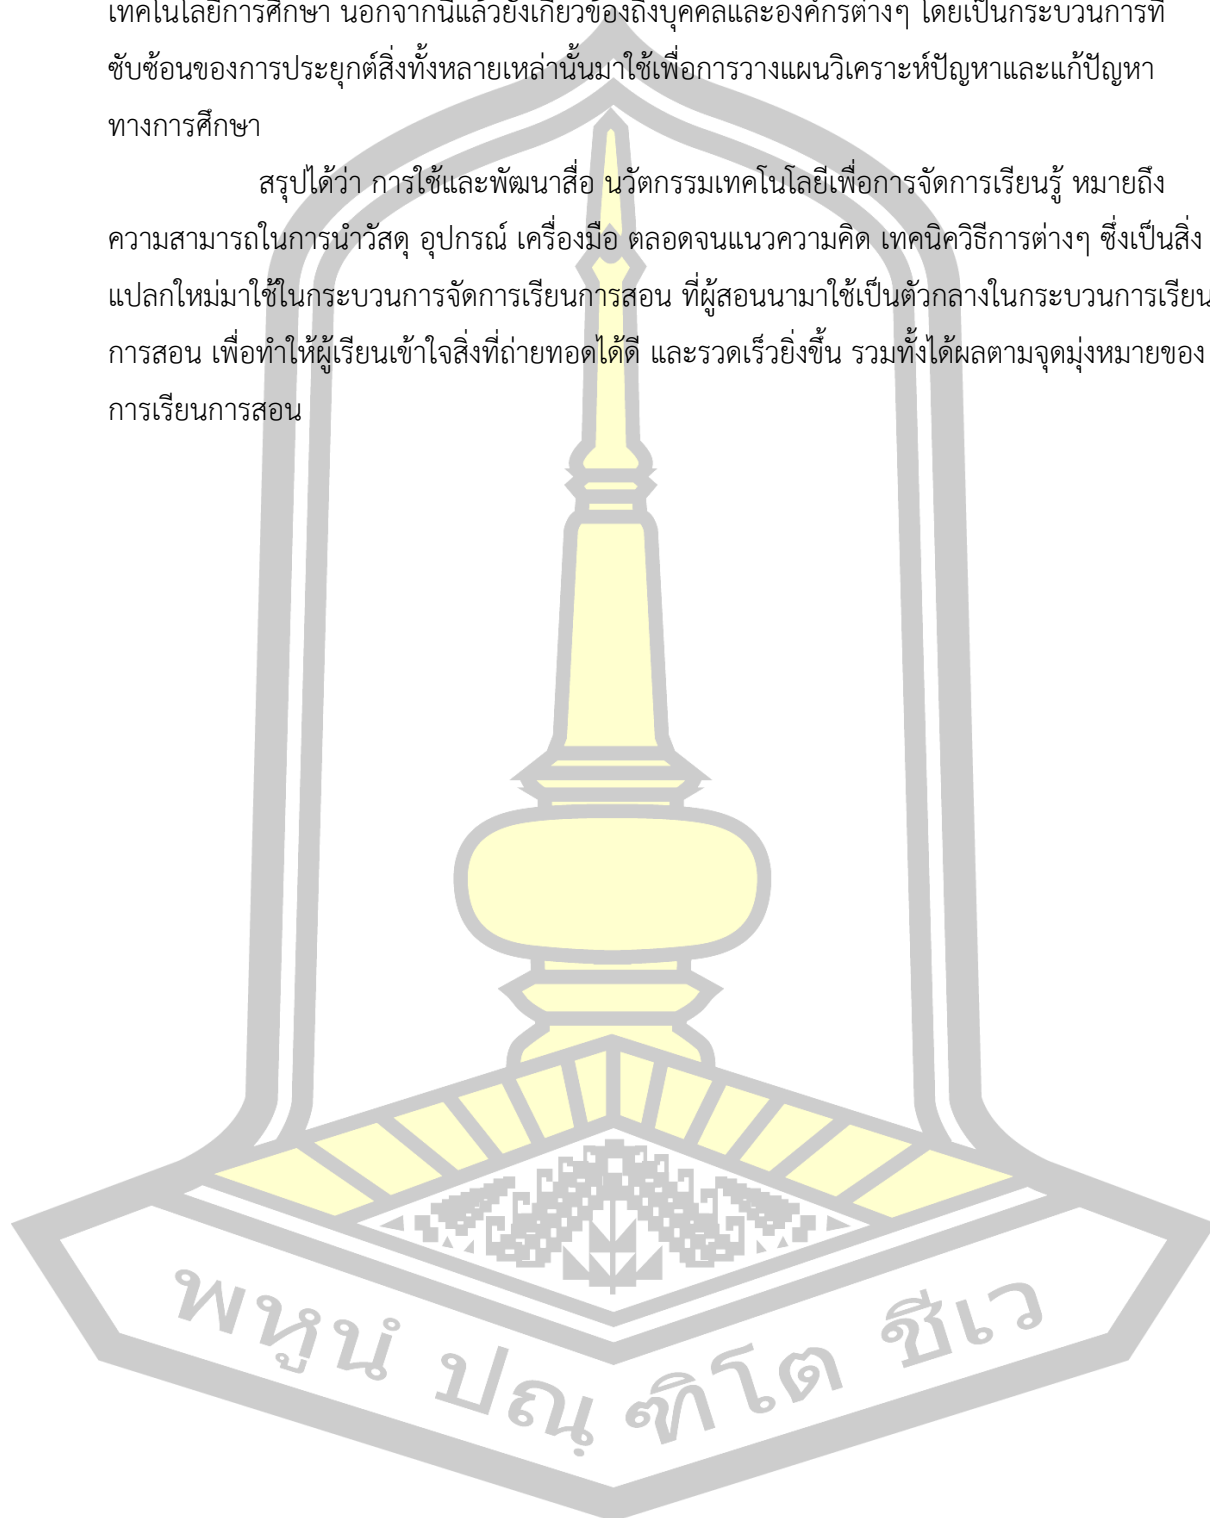 เทคโนโลยีการศึกษา นอกจากนี้แล้วยังเกี่ยวข้องถึงบุคคลและองค์กรต่างๆ โดยเป็นกระบวนการที่
ซับซ้อนของการประยุกต์สิ่งทั้งหลายเหล่านั้นมาใช้เพื่อการวางแผนวิเคราะห์ปัญหาและแก้ปัญหา
ทางการศึกษา
สรุปได้ว่า การใช้และพัฒนาสื่อ นวัตกรรมเทคโนโลยีเพื่อการจัดการเรียนรู้ หมายถึง
ความสามารถในการนำวัสดุ อุปกรณ์ เครื่องมือ ตลอดจนแนวความคิด เทคนิควิธีการต่างๆ ซึ่งเป็นสิ่ง
แปลกใหม่มาใช้ในกระบวนการจัดการเรียนการสอน ที่ผู้สอนนามาใช้เป็นตัวกลางในกระบวนการเรียน
การสอน เพื่อทำให้ผู้เรียนเข้าใจสิ่งที่ถ่ายทอดได้ดี และรวดเร็วยิ่งขึ้น รวมทั้งได้ผลตามจุดมุ่งหมายของ
การเรียนการสอน
พหูนํ ปณฺฑิโต ชีเว